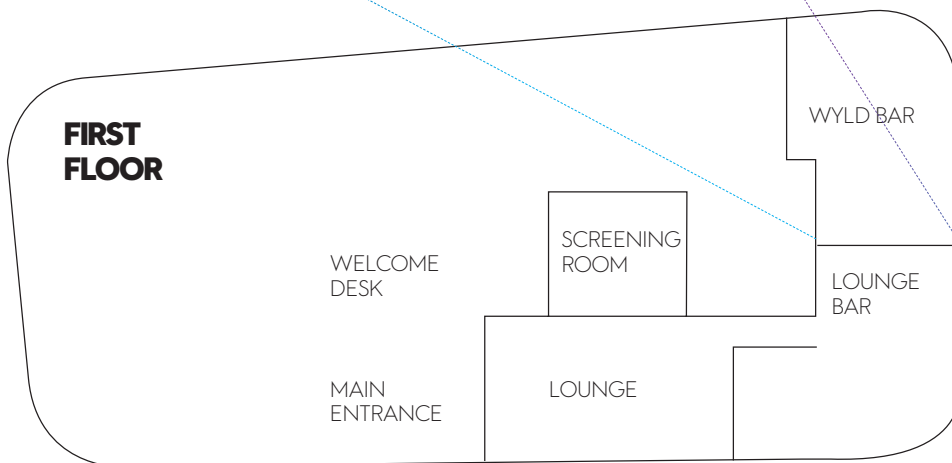 FIRST
FLOOR
WYLD BAR
SCREENING
ROOM
WELCOME
DESK
LOUNGE
BAR
MAIN
ENTRANCE
LOUNGE